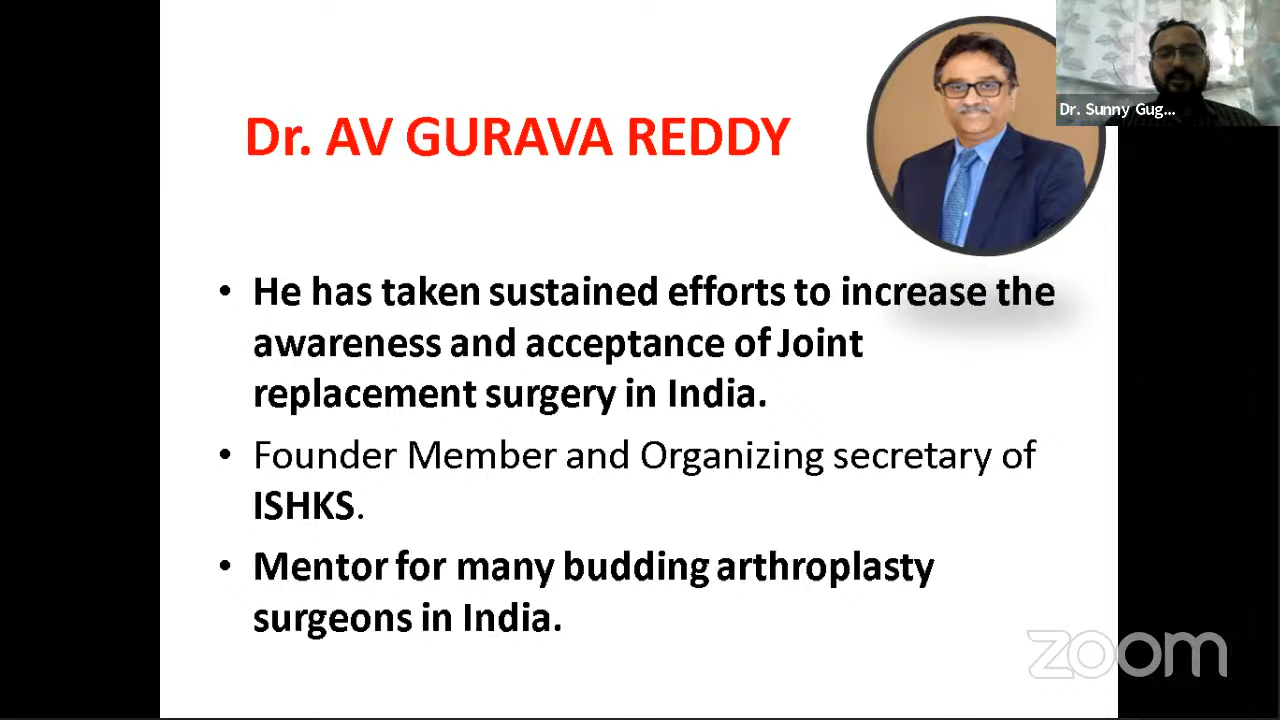 Dr. Sunny Gug...
Dr. AV GURAVA REDDY
• He has taken sustained efforts to increase the
awareness and acceptance of Joint
replacement surgery in India.
• Founder Member and Organizing secretary of
ISHKS.
• Mentor for many budding arthroplasty
surgeons in India.
zoom